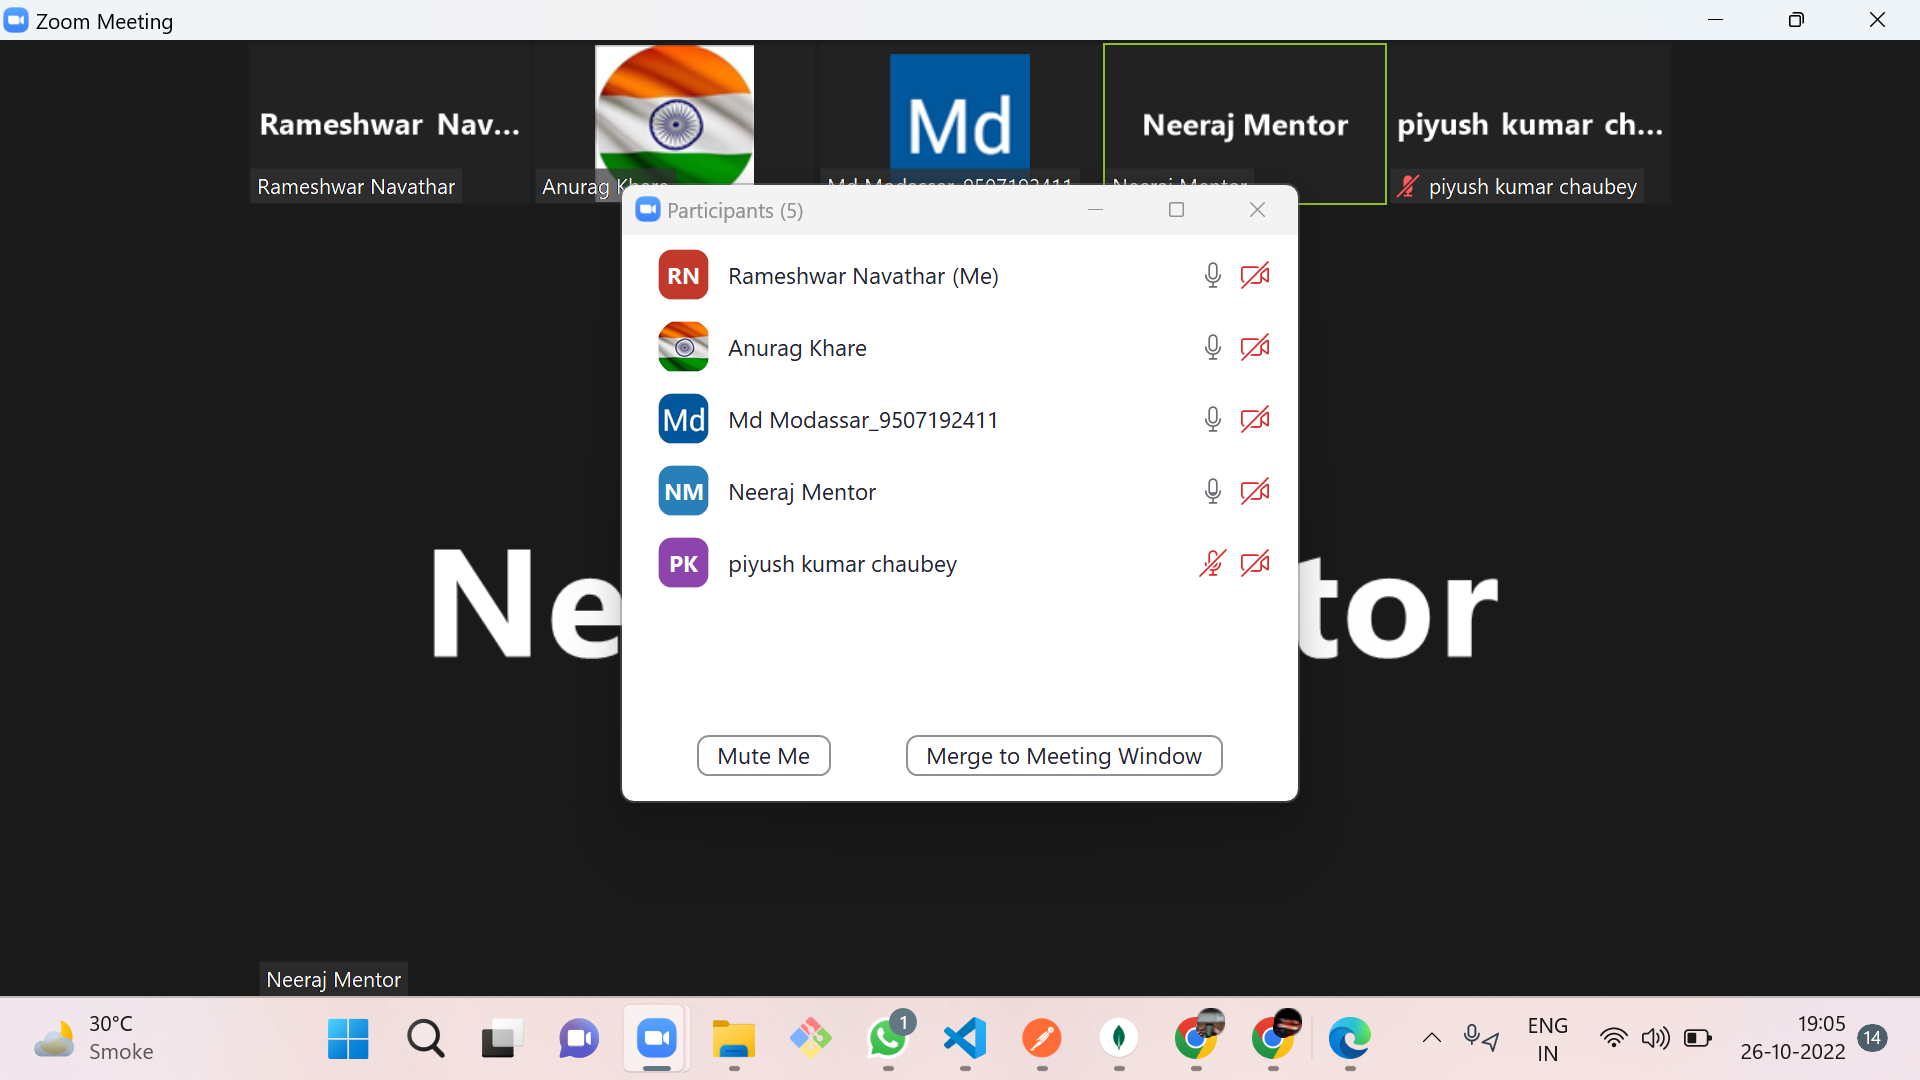 Zoom Meeting
Rameshwar Nav...
Md
Neeraj Mentor
piyush kumar ch...
Rameshwar Navathar
Anurag Khare
Md Modassar_9507192411
Neeraj Mentor
piyush kumar chaubey
Participants (5)
RN Rameshwar Navathar (Me)
Anurag Khare
Md Md Modassar_9507192411
NM Neeraj Mentor
PK piyush kumar chaubey
Ne
tor
Mute Me
Merge to Meeting Window
Neeraj Mentor
30°C
Smoke
1
ENG
IN
19:05
26-10-2022
14